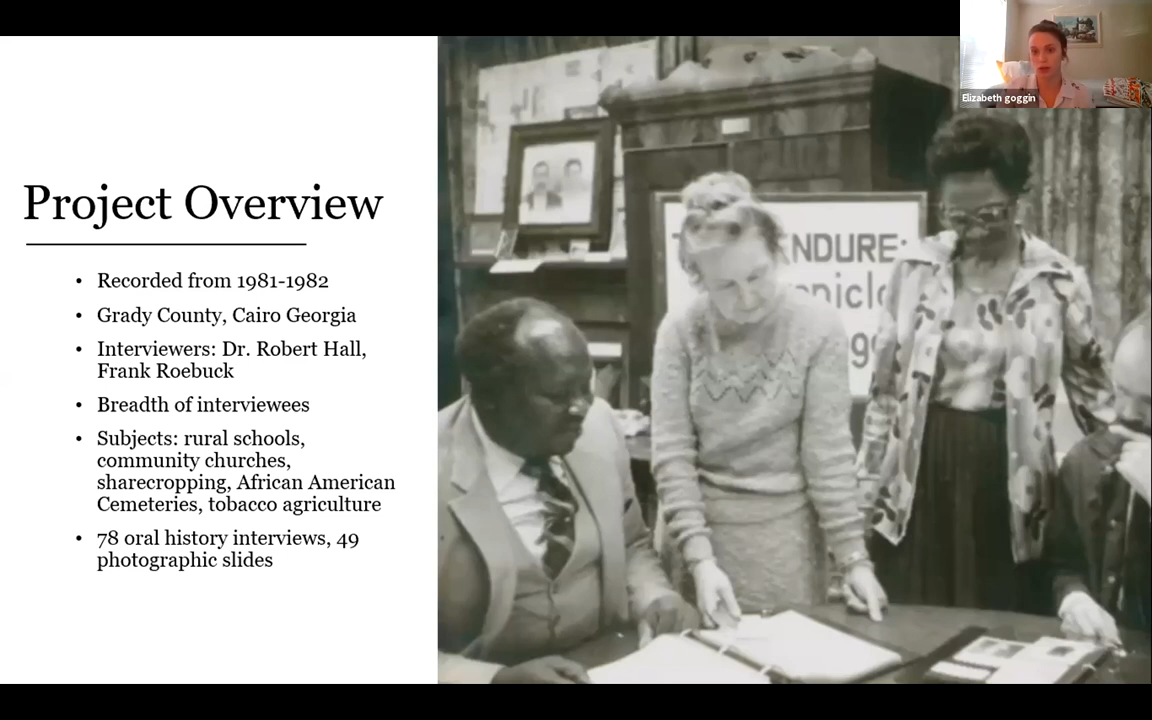 Elizabeth goggin
Project Overview
• Recorded from 1981-1982
• Grady County, Cairo Georgia
• Interviewers: Dr. Robert Hall,
Frank Roebuck
• Breadth of interviewees
• Subjects: rural schools,
community churches,
sharecropping, African American
Cemeteries, tobacco agriculture
• 78 oral history interviews, 49
photographic slides
ENDURE: